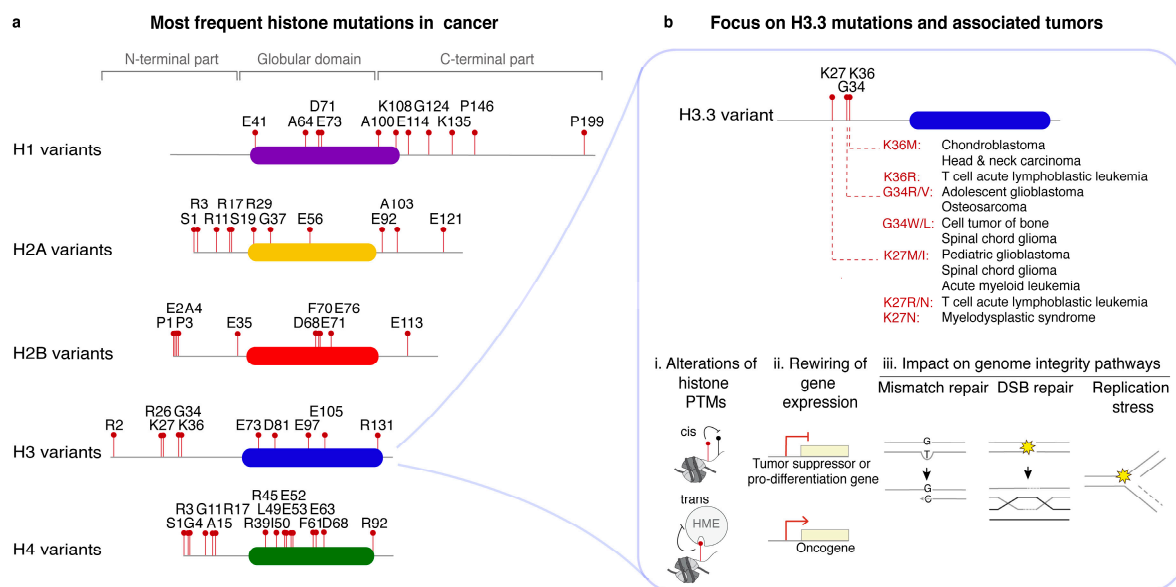 a
Most frequent histone mutations in cancer
N-terminal part
Globular domain
C-terminal part
H1 variants
D71
K108 G124 P146
E41 A64 E73 A100 E114 K135 P199
H2A variants
R3 R17 R29 A103
S1 R11 S19 G37 E56 E92 E121
H2B variants
E2 A4 F70 E76
P1 P3 E35 D68 E71 E113
H3 variants
R26 G34 E105
R2 K27 K36 E73 D81 E97 R131
H4 variants
R45 E52
R3 G11 R17 L49 E53 E63
S1 G4 A15 R39 I50 F61 D68 R92
b
Focus on H3.3 mutations and associated tumors
K27 K36
G34
H3.3 variant
K36M: Chondroblastoma
Head & neck carcinoma
K36R: T cell acute lymphoblastic leukemia
G34R/V: Adolescent glioblastoma
Osteosarcoma
G34W/L: Cell tumor of bone
Spinal chord glioma
K27M/I: Pediatric glioblastoma
Spinal chord glioma
Acute myeloid leukemia
K27R/N: T cell acute lymphoblastic leukemia
K27N: Myelodysplastic syndrome
i. Alterations of
histone
PTMs
cis
trans
HME
ii. Rewiring of
gene
expression
Tumor suppressor or
pro-differentiation gene
Oncogene
iii. Impact on genome integrity pathways
Mismatch repair
G
T
G
C
DSB repair
Replication
stress